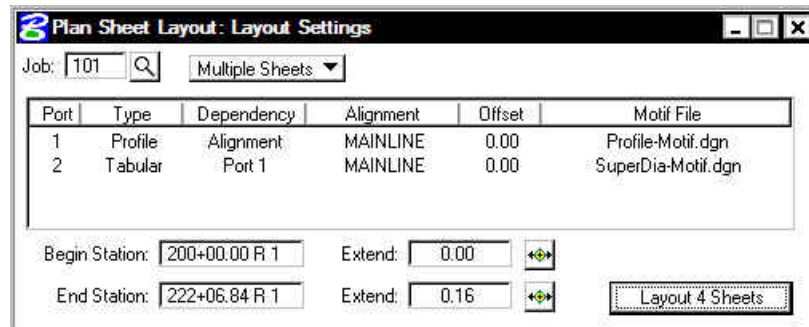 Plan Sheet Layout: Layout Settings
Job: 101 Multiple Sheets
Port Type Dependency Alignment Offset Motif File
1 Profile Alignment MAINLINE 0.00 Profile-Motif.dgn
2 Tabular Port 1 MAINLINE 0.00 SuperDia-Motif.dgn
Begin Station: 200+00.00 R 1 Extend: 0.00
End Station: 222+06.84 R 1 Extend: 0.16 Layout 4 Sheets